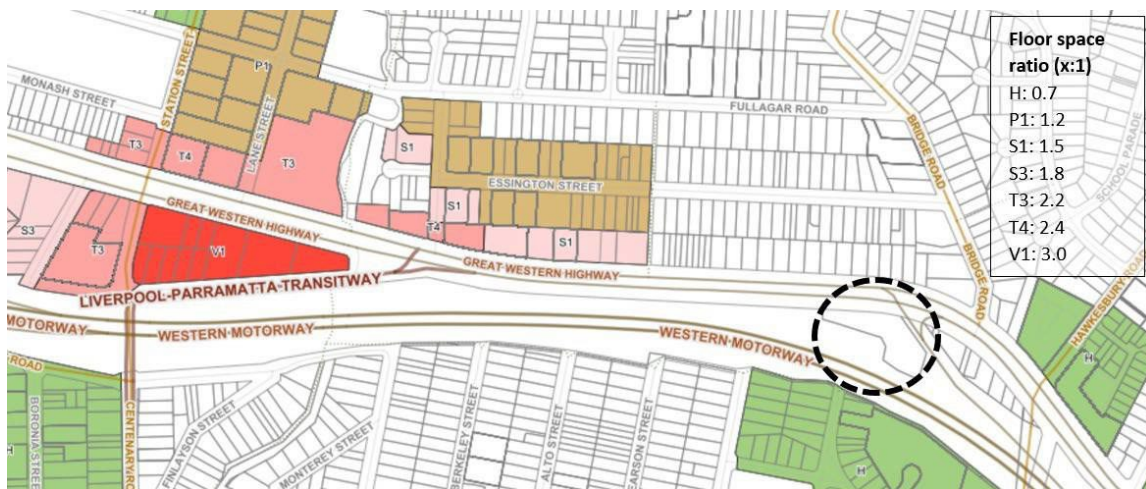 Floor space
ratio (x:1)
H: 0.7
P1: 1.2
S1: 1.5
S3: 1.8
T3: 2.2
T4: 2.4
V1: 3.0
P1
MONASH STREET
STATION STREET
LANE STREET
T3
T4
T3
S1
FULLAGAR ROAD
BRIDGE ROAD
SCHOOL PARADE
ESSINGTON STREET
S1
T4
S1
GREAT WESTERN HIGHWAY
GREAT WESTERN HIGHWAY
BRIDGE ROAD
HAWKESBURY ROAD
S3
T3
V1
LIVERPOOL-PARRAMATTA TRANSITWAY
MOTORWAY
WESTERN MOTORWAY
WESTERN MOTORWAY
ROAD
H
H
BORONIA STREET
CENTENARY RO
FINLAYSON STREET
MONTEREY STREET
BERKELEY STREET
ALTO STREET
EARSON STREET
H
H